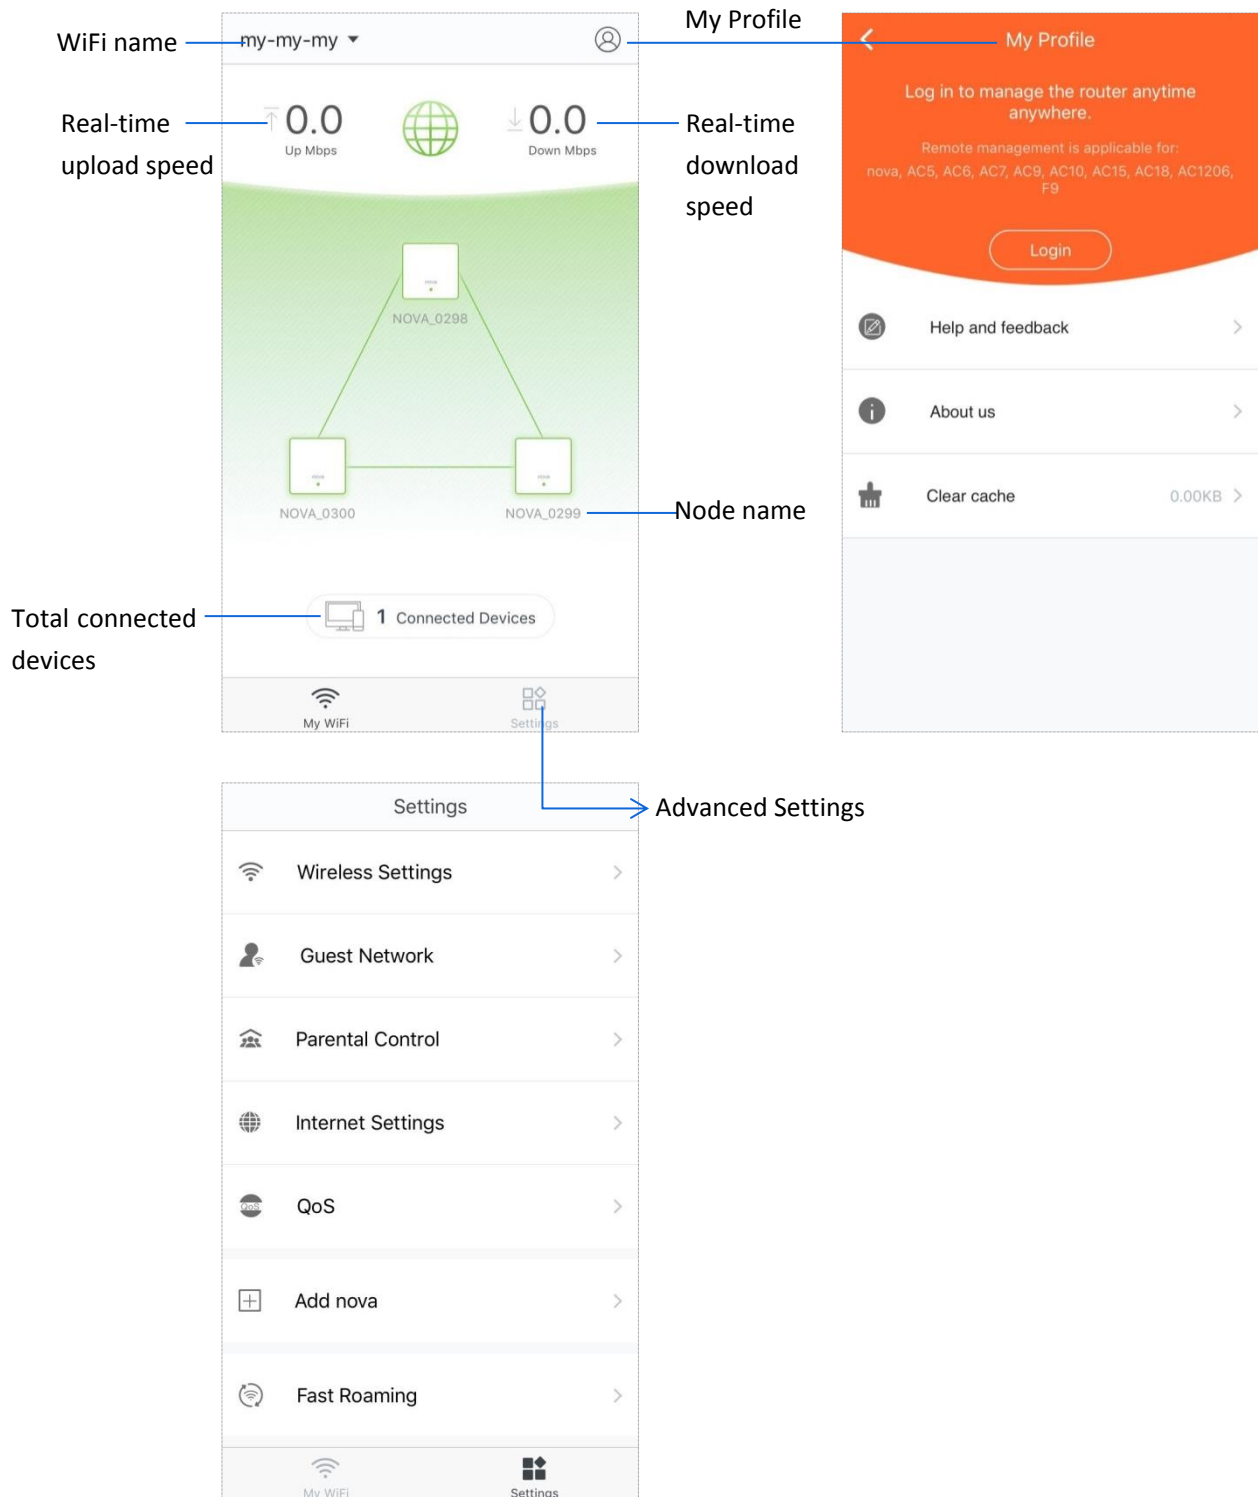 WiFi name
my-my-my
My Profile
My Profile
Real-time
upload speed
0.0
Up Mbps
0.0
Down Mbps
Real-time
download
speed
Log in to manage the router anytime
anywhere.
Remote management is applicable for:
nova, AC5, AC6, AC7, AC9, AC10, AC15, AC18, AC1206,
F9
Login
nova
NOVA_0298
nova
NOVA_0300
nova
NOVA_0299
Node name
Help and feedback
About us
Clear cache
0.00KB
Total connected
devices
1 Connected Devices
My WiFi
Settings
Advanced Settings
Settings
Wireless Settings
Guest Network
Parental Control
Internet Settings
QoS
QoS
Add nova
Fast Roaming
My WiFi
Settings